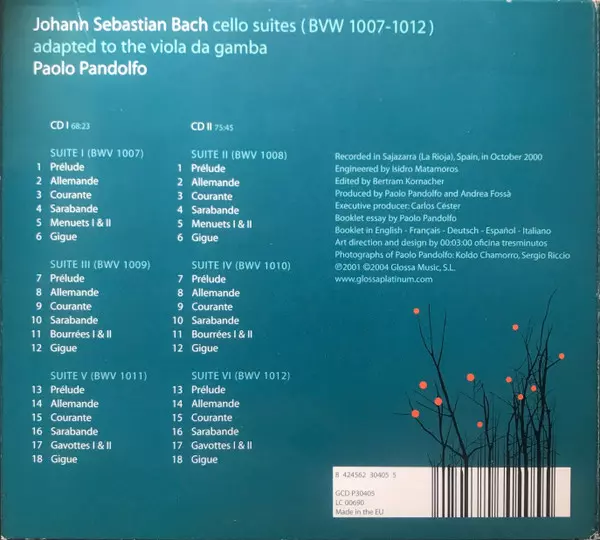 Johann Sebastian Bach cello suites (BVW 1007-1012)
adapted to the viola da gamba
Paolo Pandolfo
CD I 68:23
SUITE I (BWV 1007)
1 Prélude
2 Allemande
3 Courante
4 Sarabande
5 Menuets I & II
6 Gigue
SUITE III (BWV 1009)
7 Prélude
8 Allemande
9 Courante
10 Sarabande
11 Bourrées I & II
12 Gigue
SUITE V (BWV 1011)
13 Prélude
14 Allemande
15 Courante
16 Sarabande
17 Gavottes I & II
18 Gigue
CD II 75:45
SUITE II (BWV 1008)
1 Prélude
2 Allemande
3 Courante
4 Sarabande
5 Menuets I & II
6 Gigue
SUITE IV (BWV 1010)
7 Prélude
8 Allemande
9 Courante
10 Sarabande
11 Bourrées I & II
12 Gigue
SUITE VI (BWV 1012)
13 Prélude
14 Allemande
15 Courante
16 Sarabande
17 Gavottes I & II
18 Gigue
Recorded in Sajazarra (La Rioja), Spain, in October 2000
Engineered by Isidro Matamoros
Edited by Bertram Kornacher
Produced by Paolo Pandolfo and Andrea Fossà
Executive producer: Carlos Céster
Booklet essay by Paolo Pandolfo
Booklet in English - Français - Deutsch - Español - Italiano
Art direction and design by 00:03:00 oficina tresminutos
Photographs of Paolo Pandolfo: Koldo Chamorro, Sergio Riccio
℗2001 ©2004 Glossa Music, S.L.
www.glossaplatinum.com
8 424562 30405 5
GCD P30405
LC 00690
Made in the EU